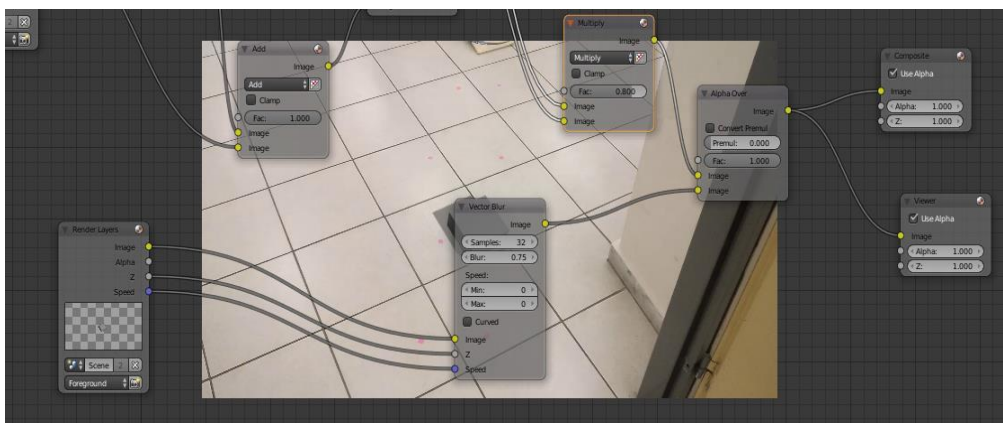 2
Add
Image
Add
Clamp
Fac: 1.000
Image
Image
Multiply
Image
Multiply
Clamp
Fac: 0.800
Image
Image
Alpha Over
Image
Convert Premul
Premul: 0.000
Fac: 1.000
Image
Image
Composite
Use Alpha
Image
Alpha: 1.000
Z: 1.000
Render Layers
Image
Alpha
Z
Speed
Scene 2
Foreground
Vector Blur
Image
Samples: 32
Blur: 0.75
Speed:
Min: 0
Max: 0
Curved
Image
Z
Speed
Viewer
Use Alpha
Image
Alpha: 1.000
Z: 1.000